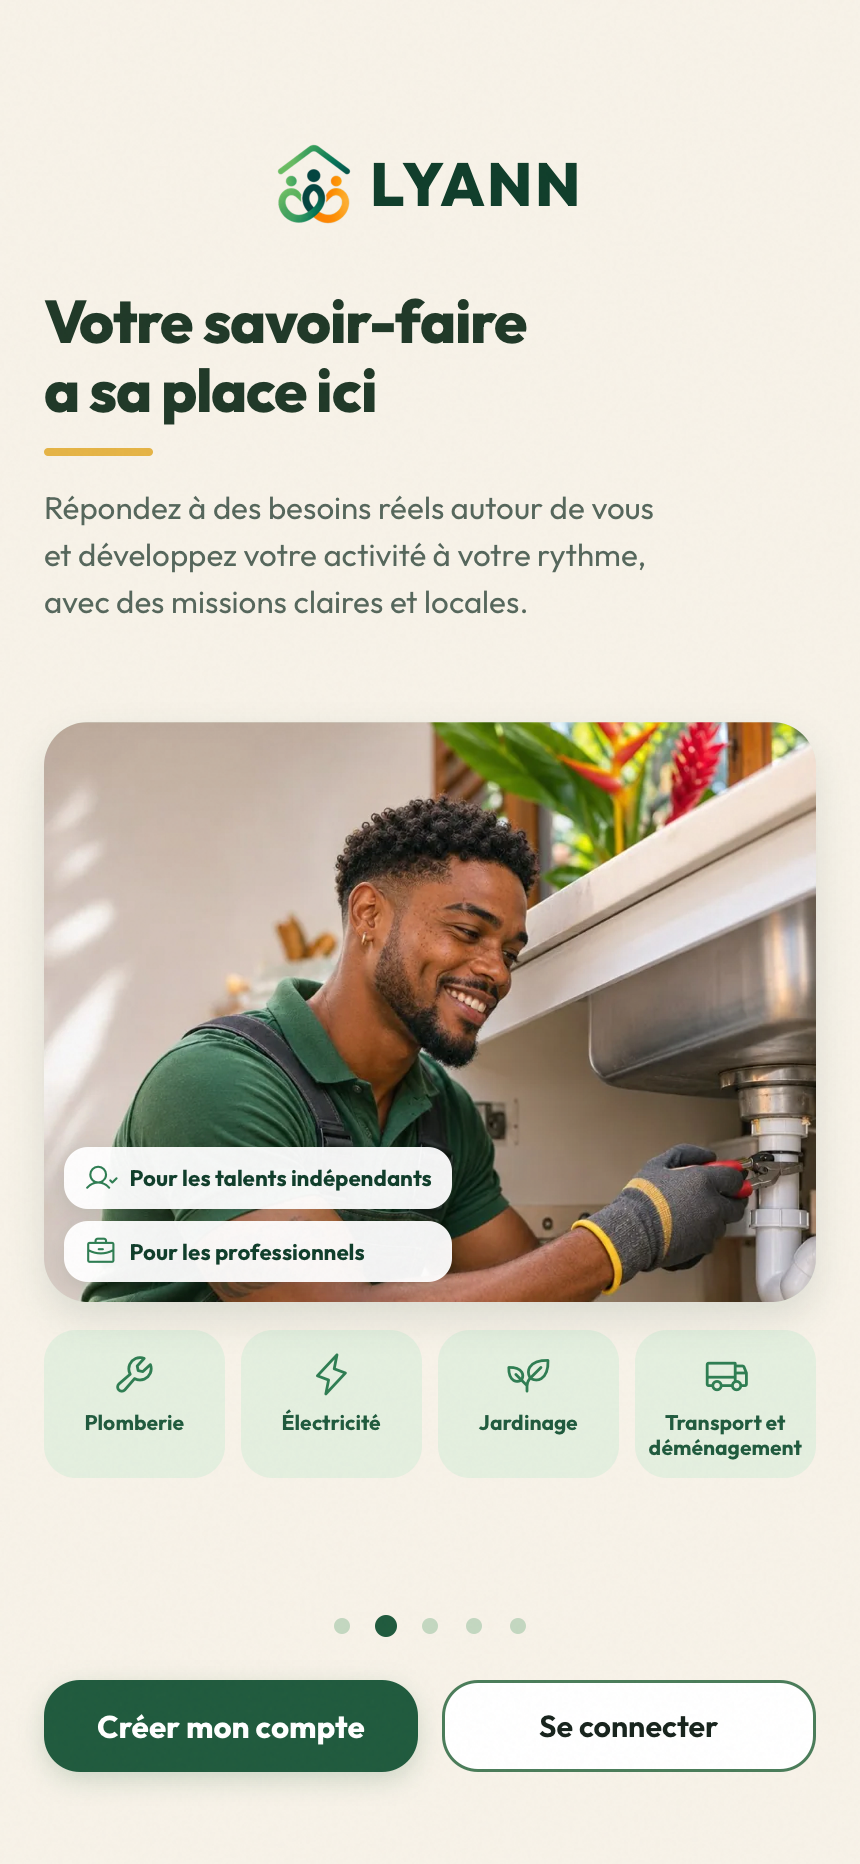 LYANN
Votre savoir-faire
a sa place ici
Répondez à des besoins réels autour de vous
et développez votre activité à votre rythme,
avec des missions claires et locales.
Pour les talents indépendants
Pour les professionnels
Plomberie
Électricité
Jardinage
Transport et
déménagement
Créer mon compte
Se connecter